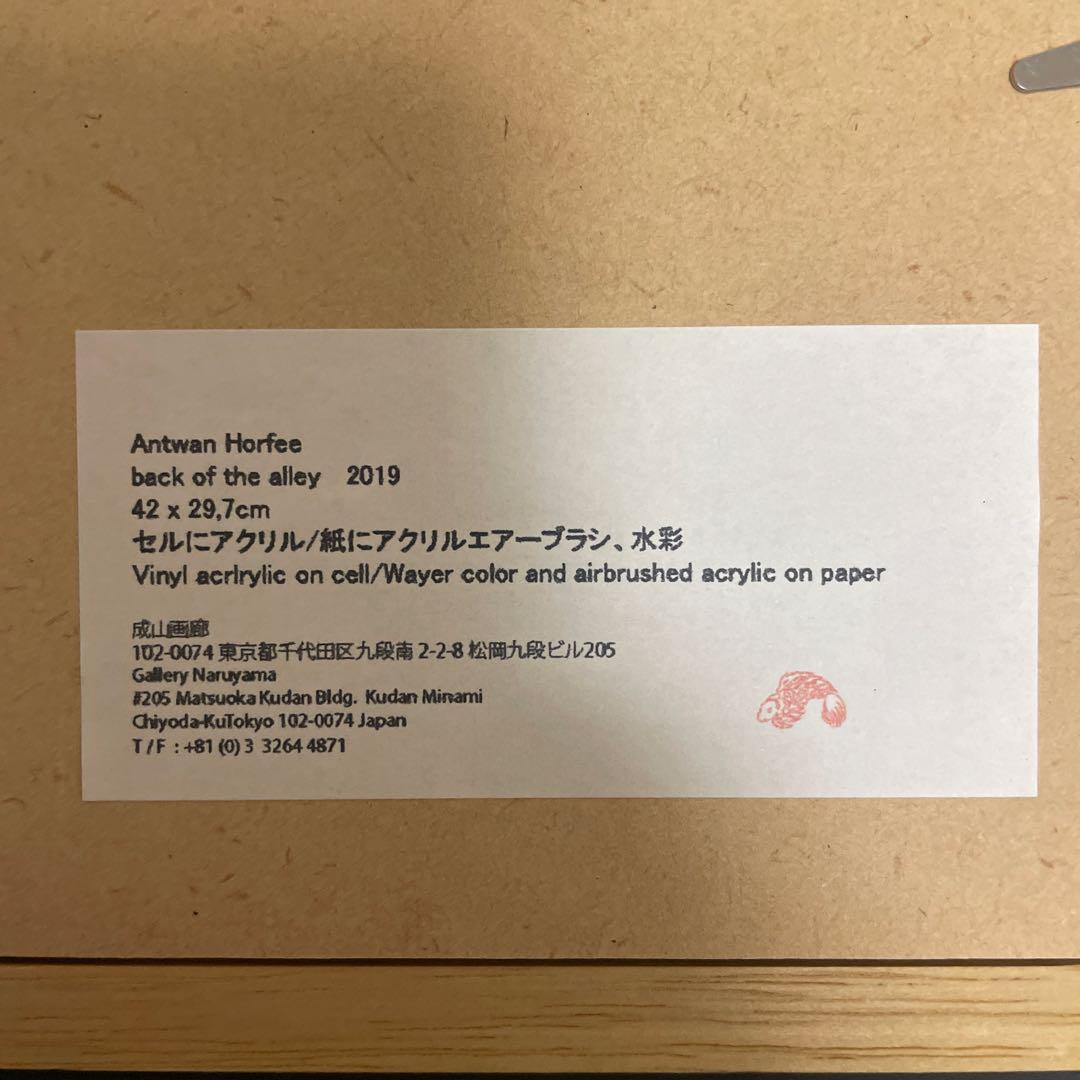 Antwan Horfee
back of the alley 2019
42 x 29,7cm
セルにアクリル/紙にアクリルエアーブラシ、水彩
Vinyl acrlrylic on cell/Wayer color and airbrushed acrylic on paper
成山画廊
102-0074 東京都千代田区九段南 2-2-8 松岡九段ビル205
Gallery Naruyama
#205 Matsuoka Kudan Bldg. Kudan Minami
Chiyoda-KuTokyo 102-0074 Japan
T / F : +81 (0) 3 3264 4871